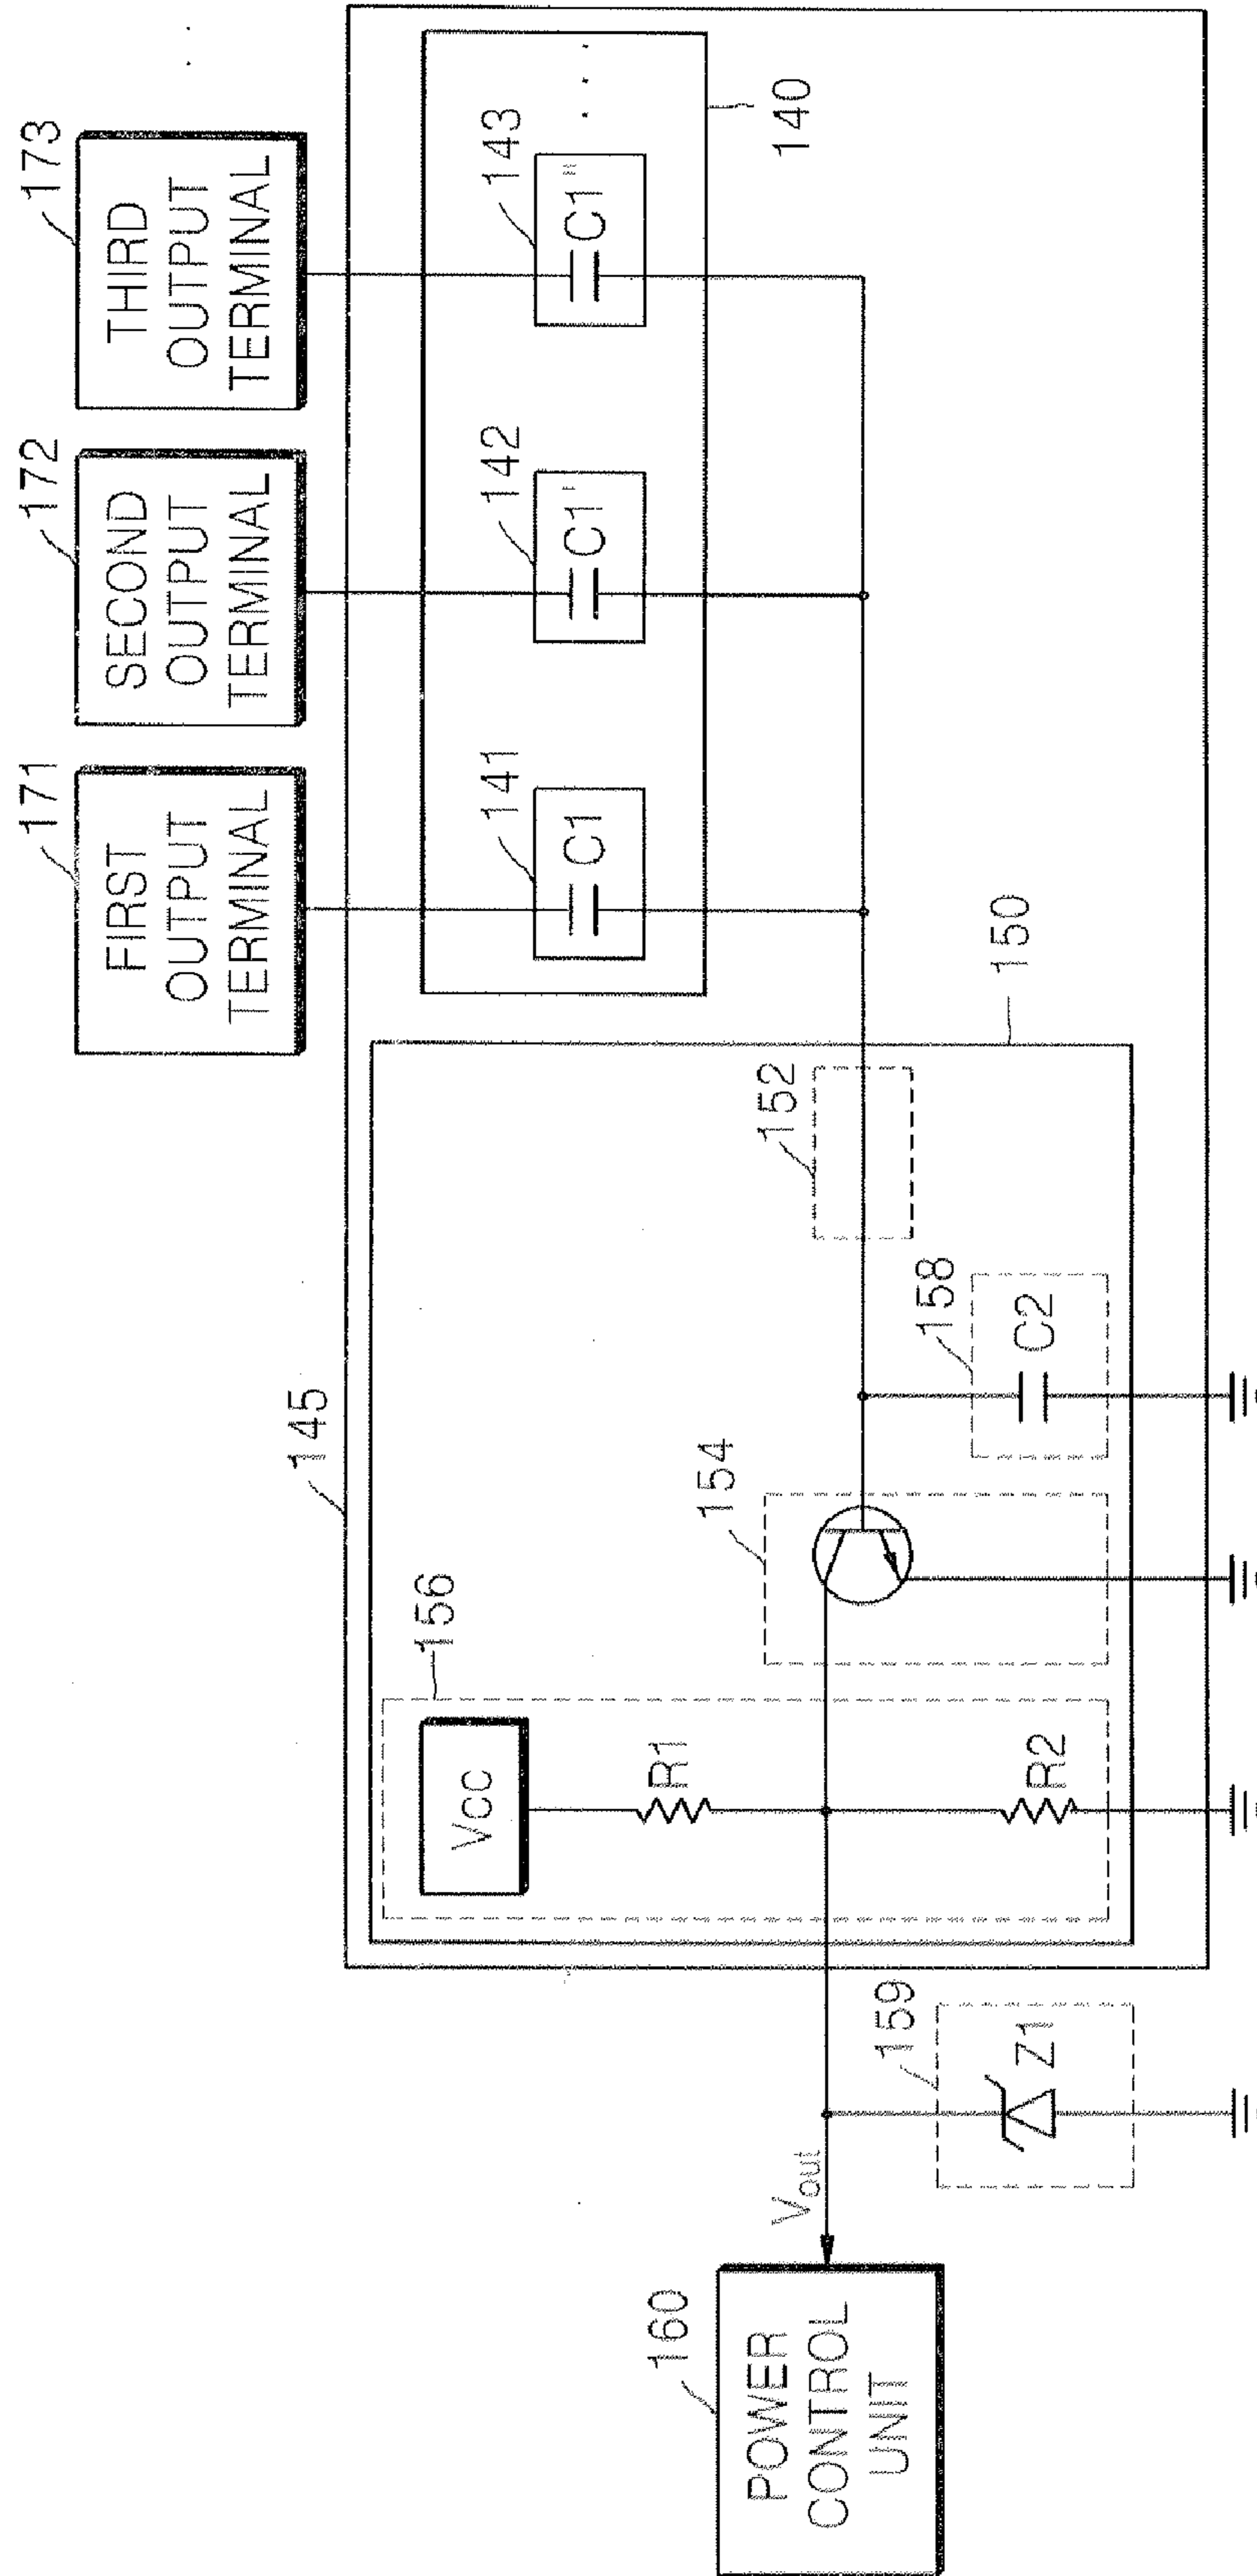 171
172
173
FIRST
OUTPUT
TERMINAL
SECOND
OUTPUT
TERMINAL
THIRD
OUTPUT
TERMINAL
145
141
142
143
C1
C1'
C1"
140
156
154
152
150
Vcc
R1
R2
158
C2
160
POWER
CONTROL
UNIT
Vout
159
Z1